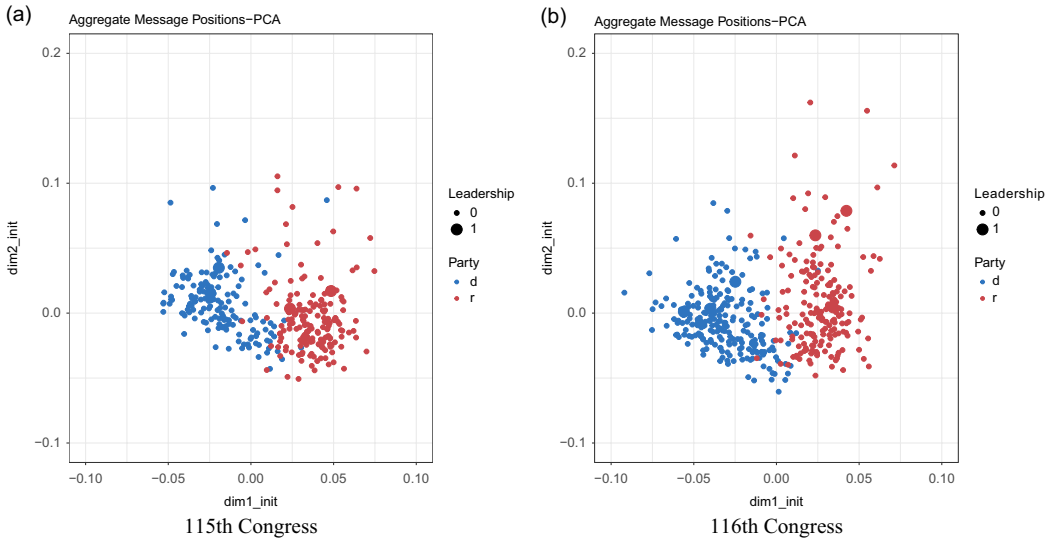 (a)
Aggregate Message Positions−PCA
0.2
0.1
0.0
−0.1
dim2_init
−0.10
−0.05
0.00
0.05
0.10
dim1_init
Leadership
0
1
Party
d
r
115th Congress
(b)
Aggregate Message Positions−PCA
0.2
0.1
0.0
−0.1
dim2_init
−0.10
−0.05
0.00
0.05
0.10
dim1_init
Leadership
0
1
Party
d
r
116th Congress